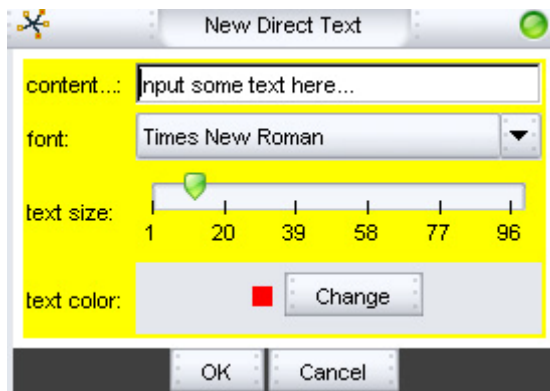 New Direct Text
content...: Input some text here...
font: Times New Roman
text size:
1 20 39 58 77 96
text color: Change
OK Cancel